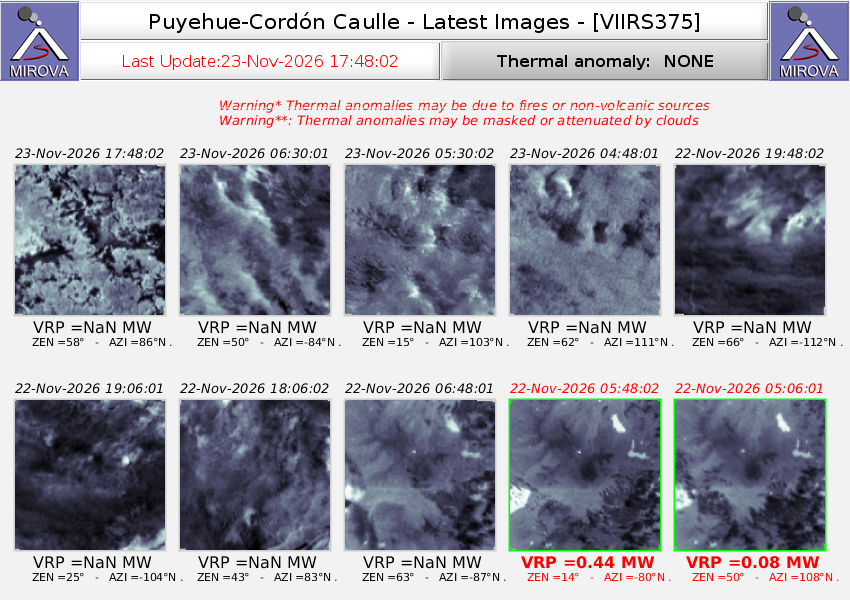 Puyehue-Cordón Caulle - Latest Images - [VIIRS375]
MIROVA
Last Update:23-Nov-2026 17:48:02
Thermal anomaly: NONE
MIROVA
Warning* Thermal anomalies may be due to fires or non-volcanic sources
Warning**: Thermal anomalies may be masked or attenuated by clouds
23-Nov-2026 17:48:02 23-Nov-2026 06:30:01 23-Nov-2026 05:30:02 23-Nov-2026 04:48:01 22-Nov-2026 19:48:02
VRP =NaN MW VRP =NaN MW VRP =NaN MW VRP =NaN MW VRP =NaN MW
ZEN =58° - AZI =86°N . ZEN =50° - AZI =-84°N . ZEN =15° - AZI =103°N . ZEN =62° - AZI =111°N . ZEN =66° - AZI =-112°N .
22-Nov-2026 19:06:01 22-Nov-2026 18:06:02 22-Nov-2026 06:48:01 22-Nov-2026 05:48:02 22-Nov-2026 05:06:01
VRP =NaN MW VRP =NaN MW VRP =NaN MW VRP =0.44 MW VRP =0.08 MW
ZEN =25° - AZI =-104°N . ZEN =43° - AZI =83°N . ZEN =63° - AZI =-87°N . ZEN =14° - AZI =-80°N . ZEN =50° - AZI =108°N .